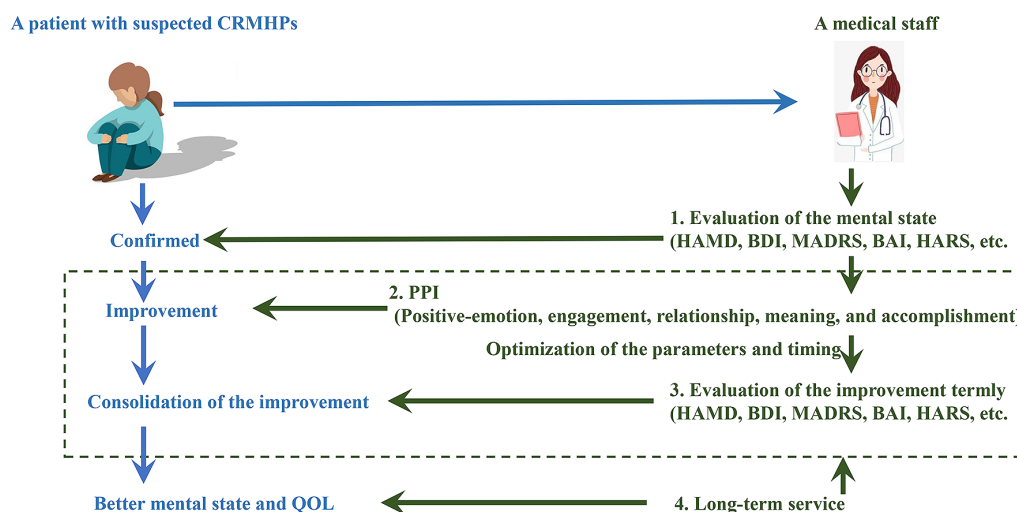 A patient with suspected CRMHPs
A medical staff
1. Evaluation of the mental state
Confirmed
(HAMD, BDI, MADRS, BAI, HARS, etc.
2. PPI
Improvement
(Positive-emotion, engagement, relationship, meaning, and accomplishment)
Optimization of the parameters and timing
3. Evaluation of the improvement termly
Consolidation of the improvement
(HAMD, BDI, MADRS, BAI, HARS, etc.
Better mental state and QOL
4. Long-term service